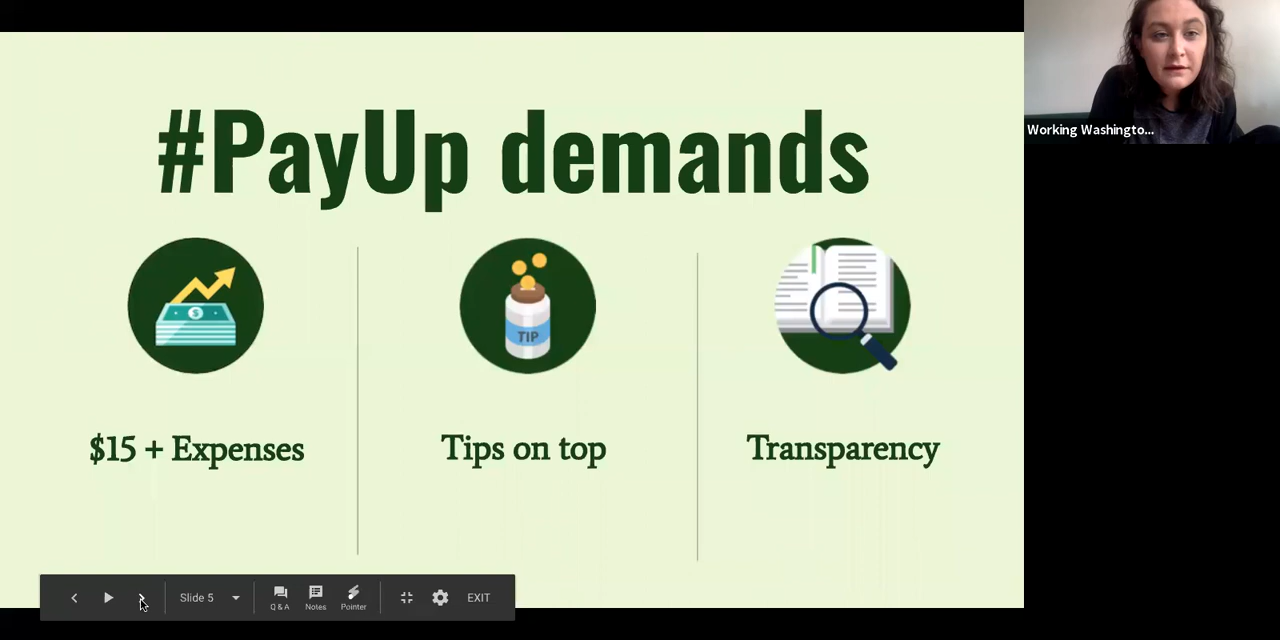 #PayUp demands
TIP
$15 + Expenses
Tips on top
Transparency
Working Washingto...
Slide 5
Q & A
Notes
Pointer
EXIT